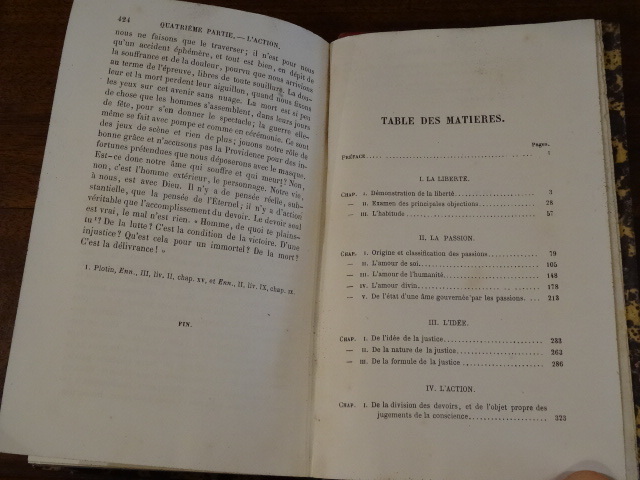 424
QUATRIÈME PARTIE. — L'ACTION.
nous ne faisons que le traverser; il n'est pour nous
qu'un accident éphémère, et tout est bien, en dépit de
la souffrance et de la douleur, pourvu que nous arrivions
au terme de l'épreuve, libres de toute souillure. La dou-
leur et la mort perdent leur aiguillon, quand nous fixons
les yeux sur cet avenir sans nuage. La mort est si peu
de chose que les hommes s'assemblent, dans leurs jours
de fête, pour s'en donner le spectacle; la guerre elle-
même se fait avec pompe et comme en cérémonie. Ce sont
des jeux de scène et rien de plus; jouons notre rôle de
bonne grâce et n'accusons pas la Providence pour des in-
fortunes prétendues que nous déposerons avec le masque.
Est-ce donc notre âme qui souffre et qui meurt? Non,
non, c'est l'homme extérieur, le personnage. Notre vie,
à nous, est avec Dieu. Il n'y a de pensée réelle, sub-
stantielle, que la pensée de l'Éternel; il n'y a d'action
véritable que l'accomplissement du devoir. Le devoir seul
est vrai, le mal n'est rien. « Homme, de quoi te plains-
tu¹? De la lutte? C'est la condition de la victoire. D'une
injustice? Qu'est cela pour un immortel? De la mort?
C'est la délivrance! »
1. Plotin, Enn., III, liv. II, chap. xv, et Enn., II, liv. IX, chap. ix.
FIN.
TABLE DES MATIÈRES.
Pages.
PRÉFACE 1
I. LA LIBERTÉ.
CHAP. I. Démonstration de la liberté 3
— II. Examen des principales objections 28
— III. L'habitude 57
II. LA PASSION.
CHAP. I. Origine et classification des passions 79
— II. L'amour de soi 105
— III. L'amour de l'humanité 148
— IV. L'amour divin 178
— V. De l'état d'une âme gouvernée par les passions. 213
III. L'IDÉE.
CHAP. I. De l'idée de la justice 233
— II. De la nature de la justice 263
— III. De la formule de la justice 286
IV. L'ACTION.
CHAP. I. De la division des devoirs, et de l'objet propre des
jugements de la conscience 323